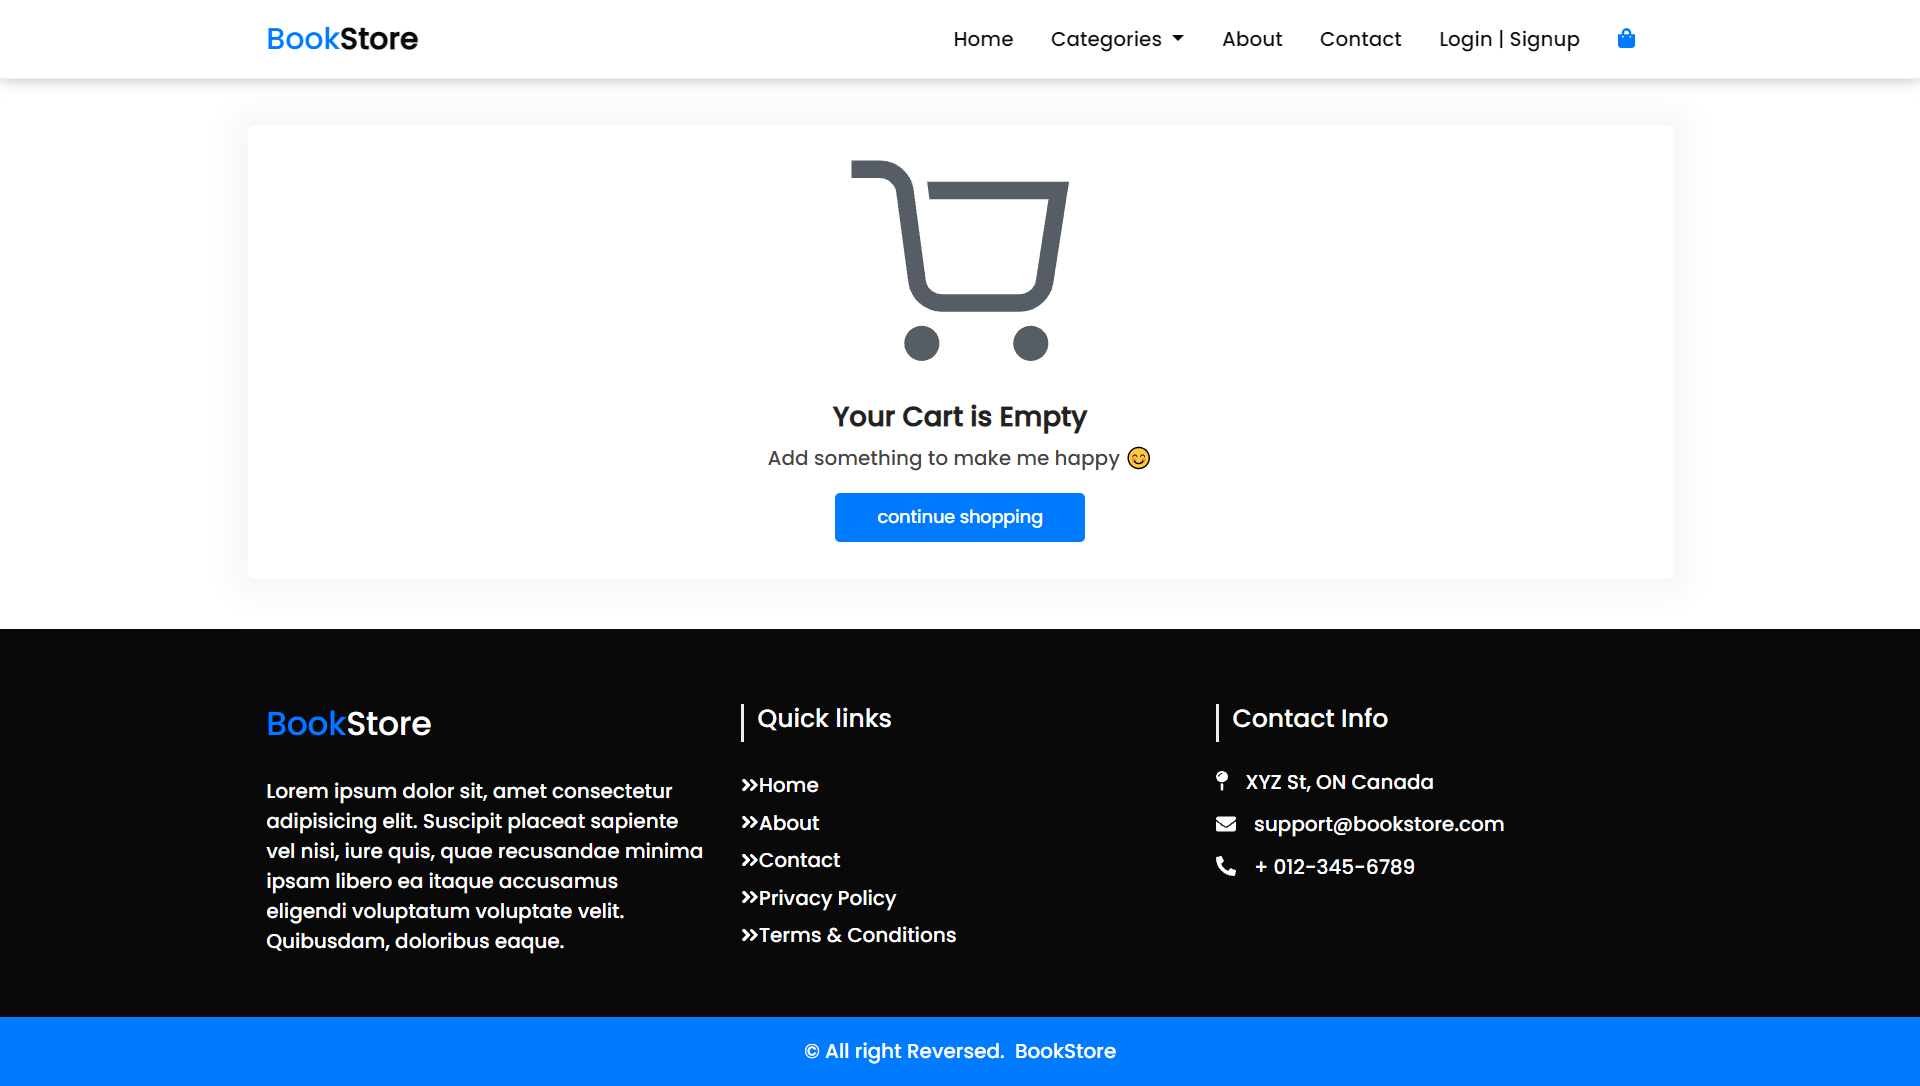 BookStore
Home Categories About Contact Login | Signup
Your Cart is Empty
Add something to make me happy 😊
continue shopping
BookStore
Lorem ipsum dolor sit, amet consectetur
adipisicing elit. Suscipit placeat sapiente
vel nisi, iure quis, quae recusandae minima
ipsam libero ea itaque accusamus
eligendi voluptatum voluptate velit.
Quibusdam, doloribus eaque.
Quick links
Home
About
Contact
Privacy Policy
Terms & Conditions
Contact Info
XYZ St, ON Canada
support@bookstore.com
+ 012-345-6789
© All right Reversed. BookStore